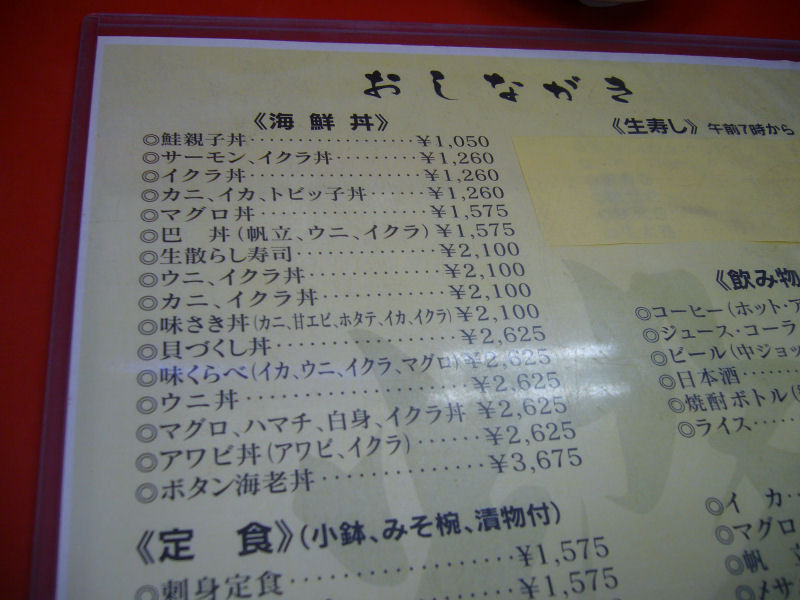 おしながき
《海鮮丼》
◎鮭親子丼‥‥‥‥‥‥¥1,050
◎サーモン、イクラ丼‥‥‥¥1,260
◎イクラ丼‥‥‥‥‥‥¥1,260
◎カニ、イカ、トビッ子丼‥‥¥1,260
◎マグロ丼‥‥‥‥‥‥¥1,575
◎巴 丼(帆立、ウニ、イクラ)¥1,575
◎生散らし寿司‥‥‥‥‥¥2,100
◎ウニ、イクラ丼‥‥‥‥¥2,100
◎カニ、イクラ丼‥‥‥‥¥2,100
◎味さき丼(カニ、甘エビ、ホタテ、イカ、イクラ)¥2,100
◎貝づくし丼‥‥‥‥‥¥2,625
◎味くらべ(イカ、ウニ、イクラ、マグロ)¥2,625
◎ウニ丼‥‥‥‥‥‥‥¥2,625
◎マグロ、ハマチ、白身、イクラ丼 ¥2,625
◎アワビ丼(アワビ、イクラ)‥‥¥2,625
◎ボタン海老丼‥‥‥‥‥¥3,675
《定 食》(小鉢、みそ椀、漬物付)
◎刺身定食‥‥‥‥‥‥¥1,575
¥1,575
《生寿し》午前7時から
《飲み物
◎コーヒー(ホット・ア
◎ジュース・コーラ
◎ビール(中ジョッ
◎日本酒‥‥
◎焼酎ボトル(
◎ライス‥‥
◎イ カ‥
◎マグロ
◎帆 立
◎メサ